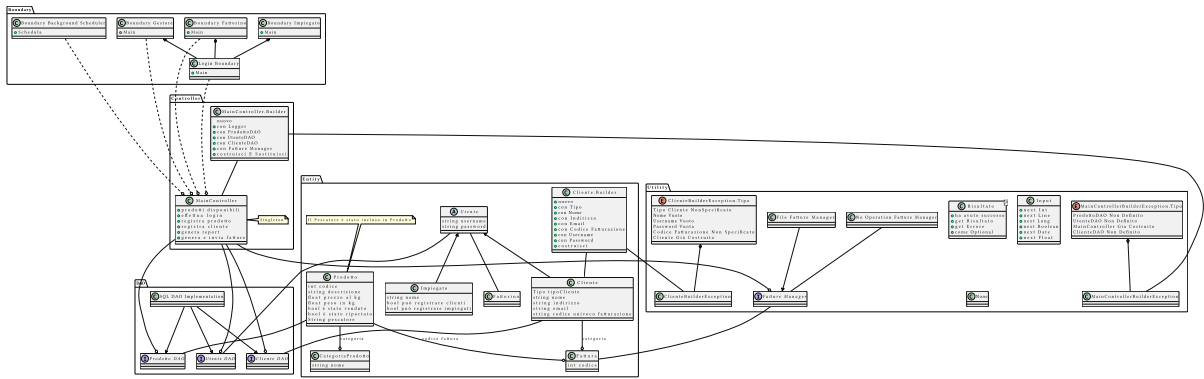 Boundary
Boundary Background Scheduler
Schedula
Boundary Gestore
Main
Boundary Fattorino
Main
Boundary Impiegato
Main
Login Boundary
Main
Controller
MainController.Builder
nuovo
con Logger
con ProdottoDAO
con UtenteDAO
con ClienteDAO
con Fatture Manager
costruisci E Sostituisci
MainController
prodotti disponibili
effettua login
registra prodotto
registra cliente
genera report
genera e invia fatture
Singleton
Entity
Il Pescatore è stato incluso in Prodotto
Utente
string username
string password
Cliente.Builder
nuovo
con Tipo
con Nome
con Indirizzo
con Email
con Codice Fatturazione
con Username
con Password
costruisci
Prodotto
int codice
string descrizione
float prezzo al kg
float peso in kg
bool è stato venduto
bool è stato riportato
String pescatore
Impiegato
string nome
bool può registrare clienti
bool può registrare impiegati
Fattorino
Cliente
Tipo tipoCliente
string nome
string indirizzo
string email
string codice univoco fatturazione
categoria
codice fattura
categoria
CategoriaProdotto
string nome
Fattura
int codice
SQL DAO Implementation
Prodotto DAO
Utente DAO
Cliente DAO
Utility
ClienteBuilderException.Tipo
Tipo Cliente NonSpecificato
Nome Vuoto
Username Vuoto
Password Vuota
Codice Fatturazione Non Specificato
Cliente Gia Costruito
File Fatture Manager
No Operation Fatture Manager
Risultato
ha avuto successo
get Risultato
get Errore
come Optional
Input
next Int
next Line
next Long
next Boolean
next Date
next Float
MainControllerBuilderException.Tipo
ProdottoDAO Non Definito
UtenteDAO Non Definito
MainController Gia Costruito
ClienteDAO Non Definito
ClienteBuilderException
Fatture Manager
None
MainControllerBuilderException